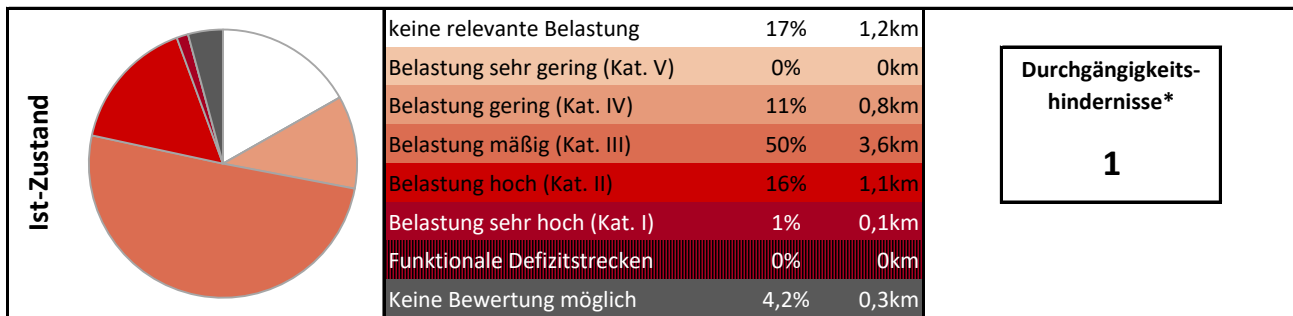 Ist-Zustand
keine relevante Belastung 17% 1,2km
Belastung sehr gering (Kat. V) 0% 0km
Belastung gering (Kat. IV) 11% 0,8km
Belastung mäßig (Kat. III) 50% 3,6km
Belastung hoch (Kat. II) 16% 1,1km
Belastung sehr hoch (Kat. I) 1% 0,1km
Funktionale Defizitstrecken 0% 0km
Keine Bewertung möglich 4,2% 0,3km
Durchgängigkeits-
hindernisse*
1